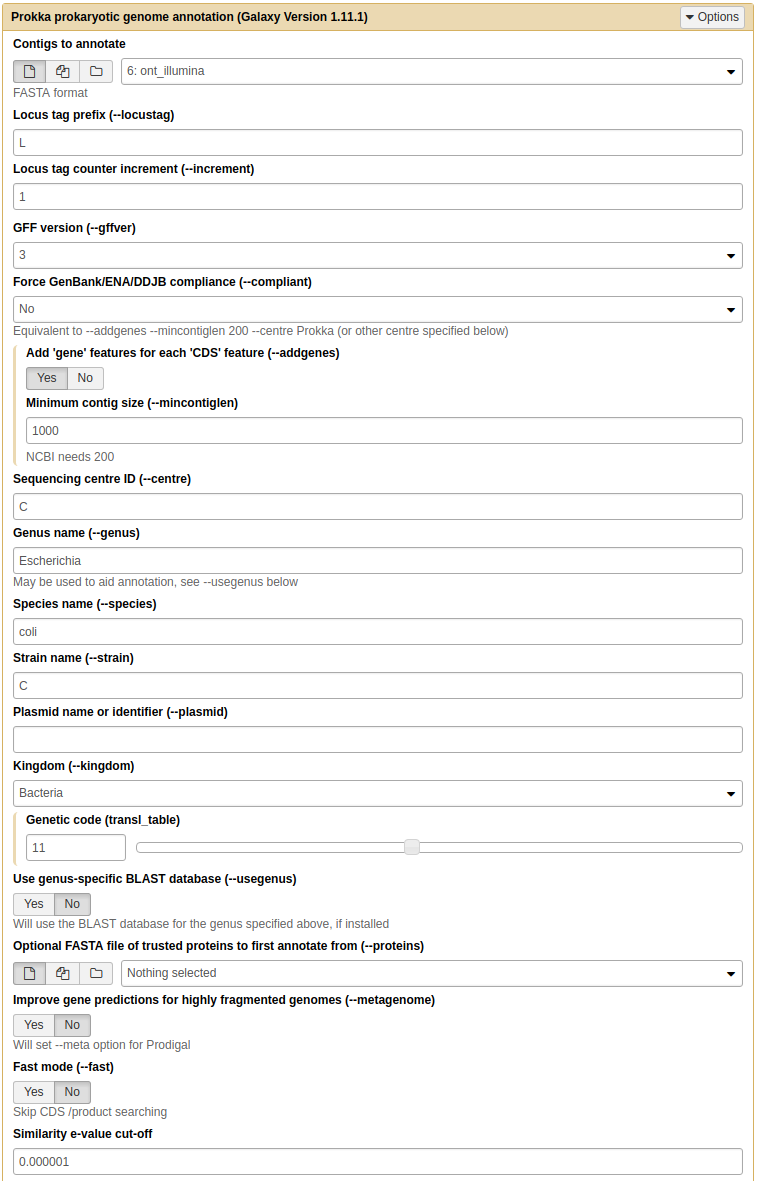 Prokka prokaryotic genome annotation (Galaxy Version 1.11.1)
Options
Contigs to annotate
6: ont_illumina
FASTA format
Locus tag prefix (--locustag)
L
Locus tag counter increment (--increment)
1
GFF version (--gffver)
3
Force GenBank/ENA/DDJB compliance (--compliant)
No
Equivalent to --addgenes --mincontiglen 200 --centre Prokka (or other centre specified below)
Add 'gene' features for each 'CDS' feature (--addgenes)
Yes No
Minimum contig size (--mincontiglen)
1000
NCBI needs 200
Sequencing centre ID (--centre)
C
Genus name (--genus)
Escherichia
May be used to aid annotation, see --usegenus below
Species name (--species)
coli
Strain name (--strain)
C
Plasmid name or identifier (--plasmid)
Kingdom (--kingdom)
Bacteria
Genetic code (transl_table)
11
Use genus-specific BLAST database (--usegenus)
Yes No
Will use the BLAST database for the genus specified above, if installed
Optional FASTA file of trusted proteins to first annotate from (--proteins)
Nothing selected
Improve gene predictions for highly fragmented genomes (--metagenome)
Yes No
Will set --meta option for Prodigal
Fast mode (--fast)
Yes No
Skip CDS /product searching
Similarity e-value cut-off
0.000001